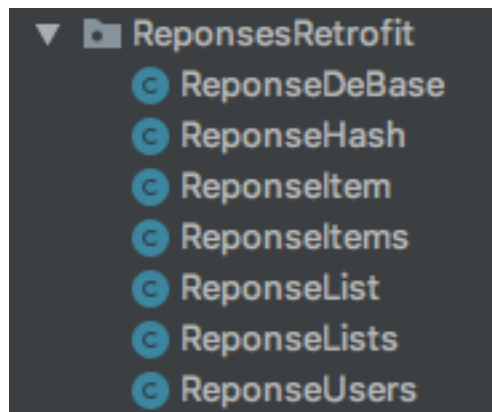 ReponsesRetrofit
ReponseDeBase
ReponseHash
ReponseItem
ReponseItems
ReponseList
ReponseLists
ReponseUsers